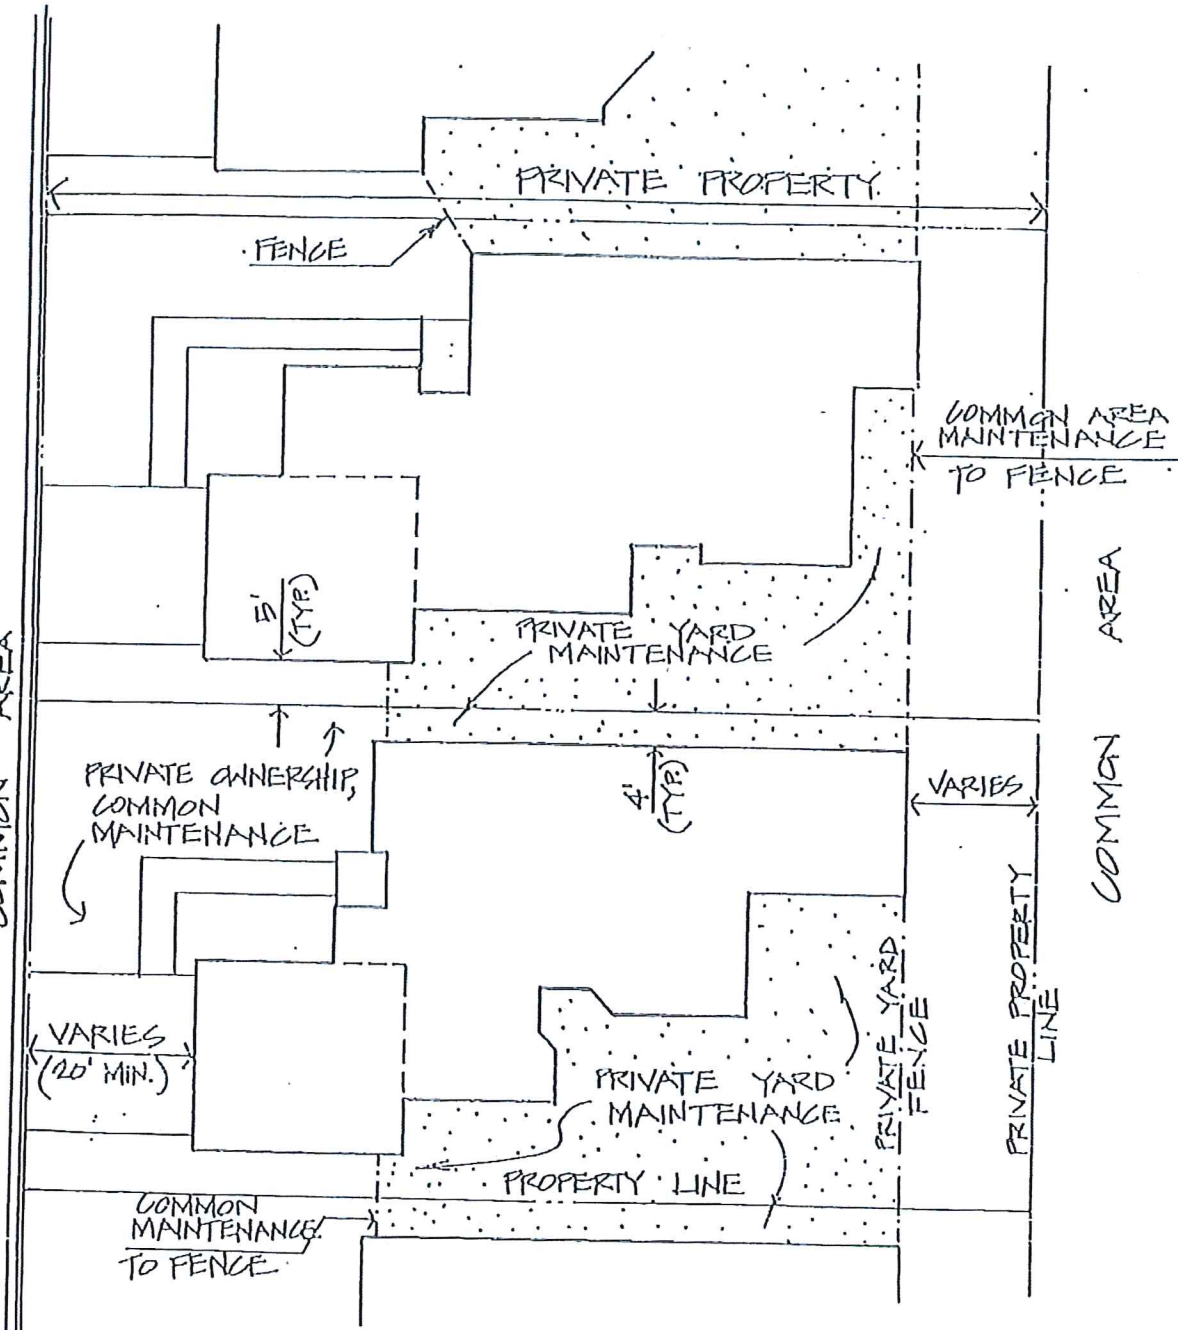 PRIVATE PROPERTY
FENCE
COMMON AREA
MAINTENANCE
TO FENCE
5'
(TYP.)
PRIVATE YARD
MAINTENANCE
COMMON AREA
COMMON AREA
PRIVATE OWNERSHIP,
COMMON
MAINTENANCE
4'
(TYP.)
VARIES
VARIES
(20' MIN.)
PRIVATE YARD
MAINTENANCE
PRIVATE YARD
FENCE
PRIVATE PROPERTY
LINE
PROPERTY LINE
COMMON
MAINTENANCE
TO FENCE